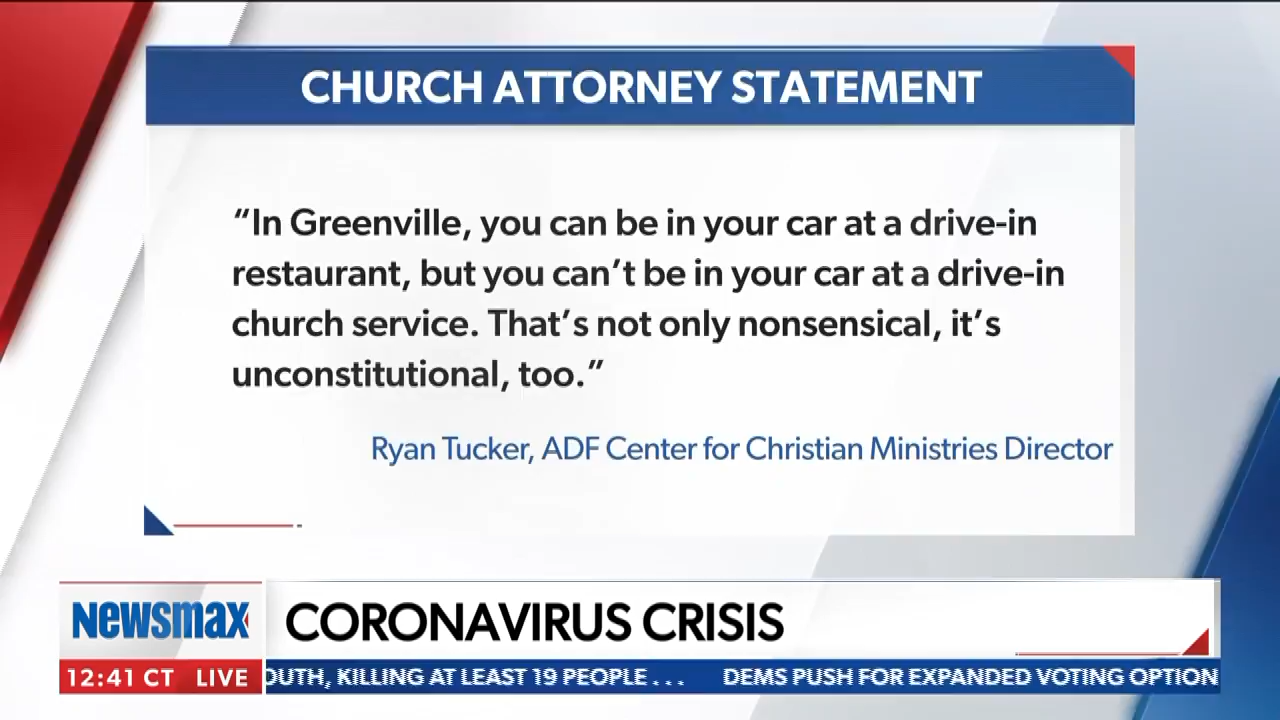 CHURCH ATTORNEY STATEMENT
“In Greenville, you can be in your car at a drive-in
restaurant, but you can’t be in your car at a drive-in
church service. That’s not only nonsensical, it’s
unconstitutional, too.”
Ryan Tucker, ADF Center for Christian Ministries Director
NEWSMAX
CORONAVIRUS CRISIS
12:41 CT LIVE
OUTH, KILLING AT LEAST 19 PEOPLE . . . DEMS PUSH FOR EXPANDED VOTING OPTION